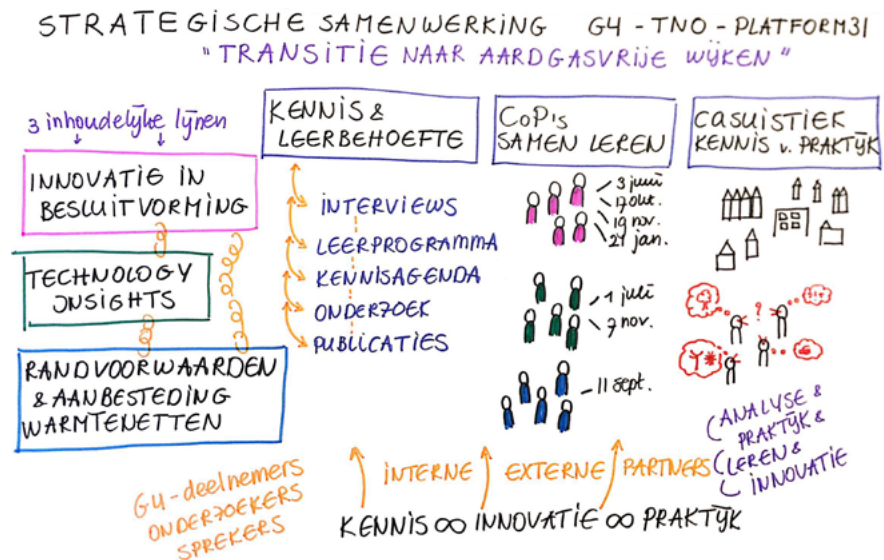 STRATEGISCHE SAMENWERKING G4 - TNO - PLATFORM31
"TRANSITIE NAAR AARDGASVRIJE WIJKEN"
3 inhoudelijke lijnen
INNOVATIE IN
BESLUITVORMING
TECHNOLOGY
INSIGHTS
RANDVOORWAARDEN
& AANBESTEDING
WARMTENETTEN
KENNIS &
LEERBEHOEFTE
INTERVIEWS
LEERPROGRAMMA
KENNISAGENDA
ONDERZOEK
PUBLICATIES
CoP's
SAMEN LEREN
3 juni
17 okt.
19 nov.
21 jan.
1 juli
7 nov.
11 sept.
CASUISTIEK
KENNIS v. PRAKTIJK
?
ANALYSE &
PRAKTIJK &
LEREN &
INNOVATIE
G4-deelnemers
ONDERZOEKERS
SPREKERS
INTERNE EXTERNE PARTNERS
KENNIS ∞ INNOVATIE ∞ PRAKTIJK